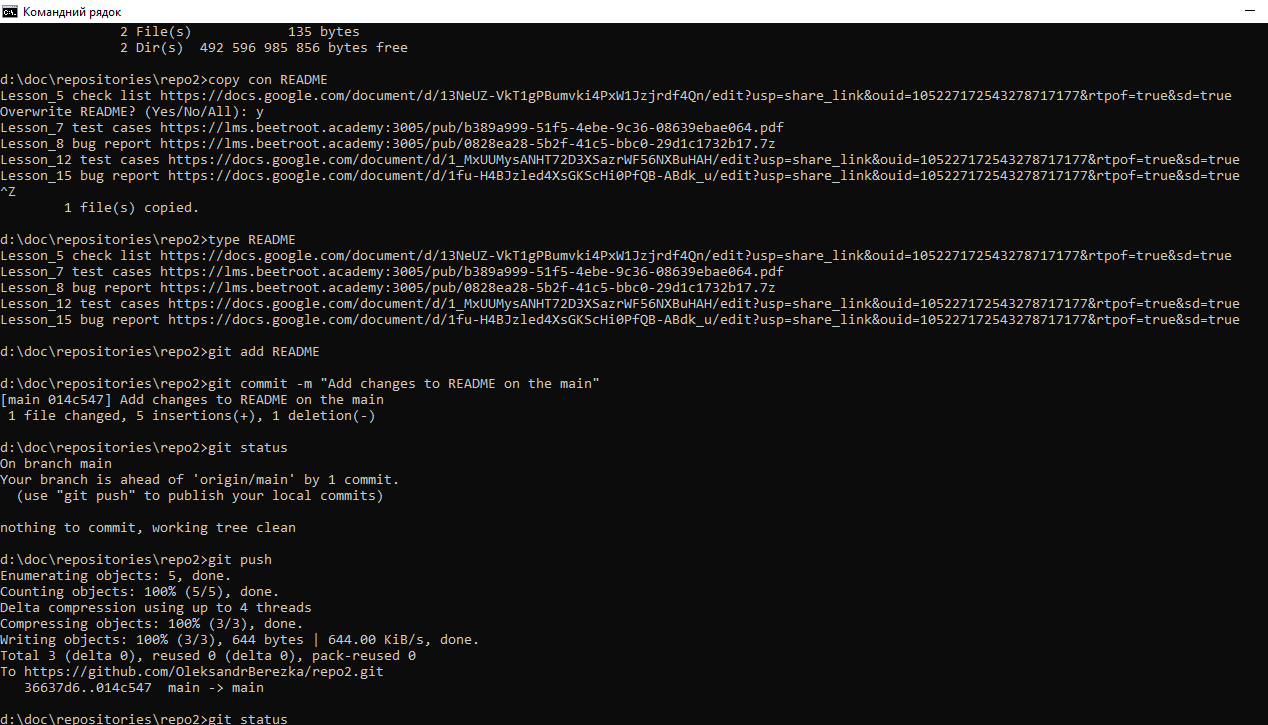 Командний рядок
2 File(s) 135 bytes
2 Dir(s) 492 596 985 856 bytes free
d:\doc\repositories\repo2>copy con README
Lesson_5 check list https://docs.google.com/document/d/13NeUZ-VkT1gPBumvki4PxW1Jzjrdf4Qn/edit?usp=share_link&ouid=105227172543278717177&rtpof=true&sd=true
Overwrite README? (Yes/No/All): y
Lesson_7 test cases https://lms.beetroot.academy:3005/pub/b389a999-51f5-4ebe-9c36-08639ebae064.pdf
Lesson_8 bug report https://lms.beetroot.academy:3005/pub/0828ea28-5b2f-41c5-bbc0-29d1c1732b17.7z
Lesson_12 test cases https://docs.google.com/document/d/1_MxUUMysANHT72D3XSazrWF56NXBuHAH/edit?usp=share_link&ouid=105227172543278717177&rtpof=true&sd=true
Lesson_15 bug report https://docs.google.com/document/d/1fu-H4BJzled4XsGKScHi0PfQB-ABdk_u/edit?usp=share_link&ouid=105227172543278717177&rtpof=true&sd=true
^Z
1 file(s) copied.
d:\doc\repositories\repo2>type README
Lesson_5 check list https://docs.google.com/document/d/13NeUZ-VkT1gPBumvki4PxW1Jzjrdf4Qn/edit?usp=share_link&ouid=105227172543278717177&rtpof=true&sd=true
Lesson_7 test cases https://lms.beetroot.academy:3005/pub/b389a999-51f5-4ebe-9c36-08639ebae064.pdf
Lesson_8 bug report https://lms.beetroot.academy:3005/pub/0828ea28-5b2f-41c5-bbc0-29d1c1732b17.7z
Lesson_12 test cases https://docs.google.com/document/d/1_MxUUMysANHT72D3XSazrWF56NXBuHAH/edit?usp=share_link&ouid=105227172543278717177&rtpof=true&sd=true
Lesson_15 bug report https://docs.google.com/document/d/1fu-H4BJzled4XsGKScHi0PfQB-ABdk_u/edit?usp=share_link&ouid=105227172543278717177&rtpof=true&sd=true
d:\doc\repositories\repo2>git add README
d:\doc\repositories\repo2>git commit -m "Add changes to README on the main"
[main 014c547] Add changes to README on the main
1 file changed, 5 insertions(+), 1 deletion(-)
d:\doc\repositories\repo2>git status
On branch main
Your branch is ahead of 'origin/main' by 1 commit.
(use "git push" to publish your local commits)
nothing to commit, working tree clean
d:\doc\repositories\repo2>git push
Enumerating objects: 5, done.
Counting objects: 100% (5/5), done.
Delta compression using up to 4 threads
Compressing objects: 100% (3/3), done.
Writing objects: 100% (3/3), 644 bytes | 644.00 KiB/s, done.
Total 3 (delta 0), reused 0 (delta 0), pack-reused 0
To https://github.com/OleksandrBerezka/repo2.git
36637d6..014c547 main -> main
d:\doc\repositories\repo2>git status